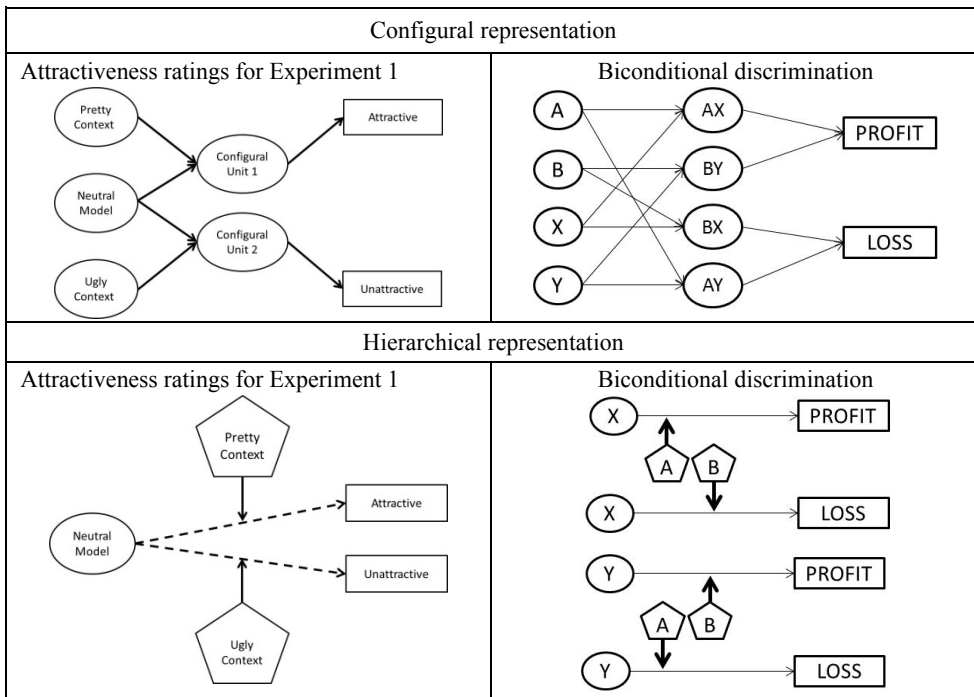 Configural representation
Attractiveness ratings for Experiment 1
Pretty
Context
Neutral
Model
Ugly
Context
Configural
Unit 1
Configural
Unit 2
Attractive
Unattractive
Biconditional discrimination
A
B
X
Y
AX
BY
BX
AY
PROFIT
LOSS
Hierarchical representation
Attractiveness ratings for Experiment 1
Pretty
Context
Neutral
Model
Attractive
Unattractive
Ugly
Context
Biconditional discrimination
X
PROFIT
A
B
X
LOSS
Y
PROFIT
A
B
Y
LOSS